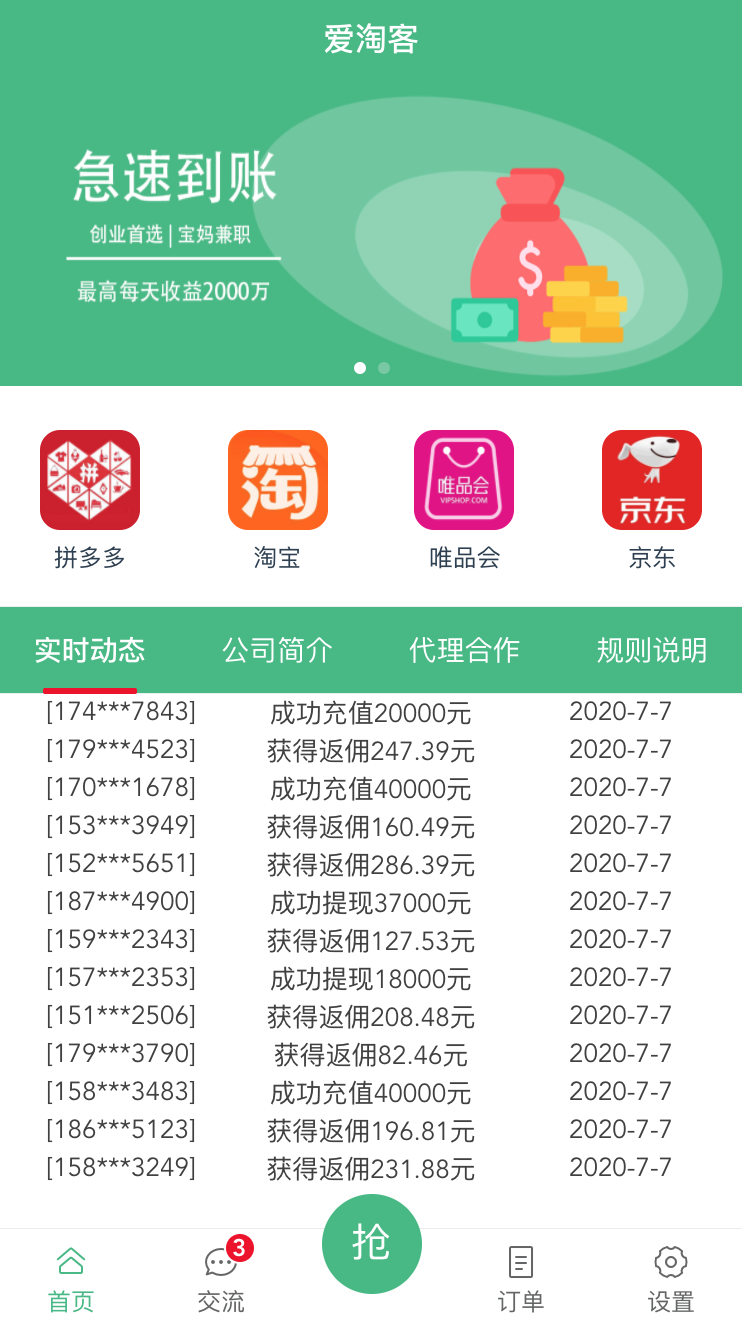 爱淘客
急速到账
创业首选 | 宝妈兼职
最高每天收益2000万
$
拼
淘
唯品会
VIPSHOP.COM
京东
拼多多 淘宝 唯品会 京东
实时动态 公司简介 代理合作 规则说明
[174***7843] 成功充值20000元 2020-7-7
[179***4523] 获得返佣247.39元 2020-7-7
[170***1678] 成功充值40000元 2020-7-7
[153***3949] 获得返佣160.49元 2020-7-7
[152***5651] 获得返佣286.39元 2020-7-7
[187***4900] 成功提现37000元 2020-7-7
[159***2343] 获得返佣127.53元 2020-7-7
[157***2353] 成功提现18000元 2020-7-7
[151***2506] 获得返佣208.48元 2020-7-7
[179***3790] 获得返佣82.46元 2020-7-7
[158***3483] 成功充值40000元 2020-7-7
[186***5123] 获得返佣196.81元 2020-7-7
[158***3249] 获得返佣231.88元 2020-7-7
3
抢
首页 交流 订单 设置